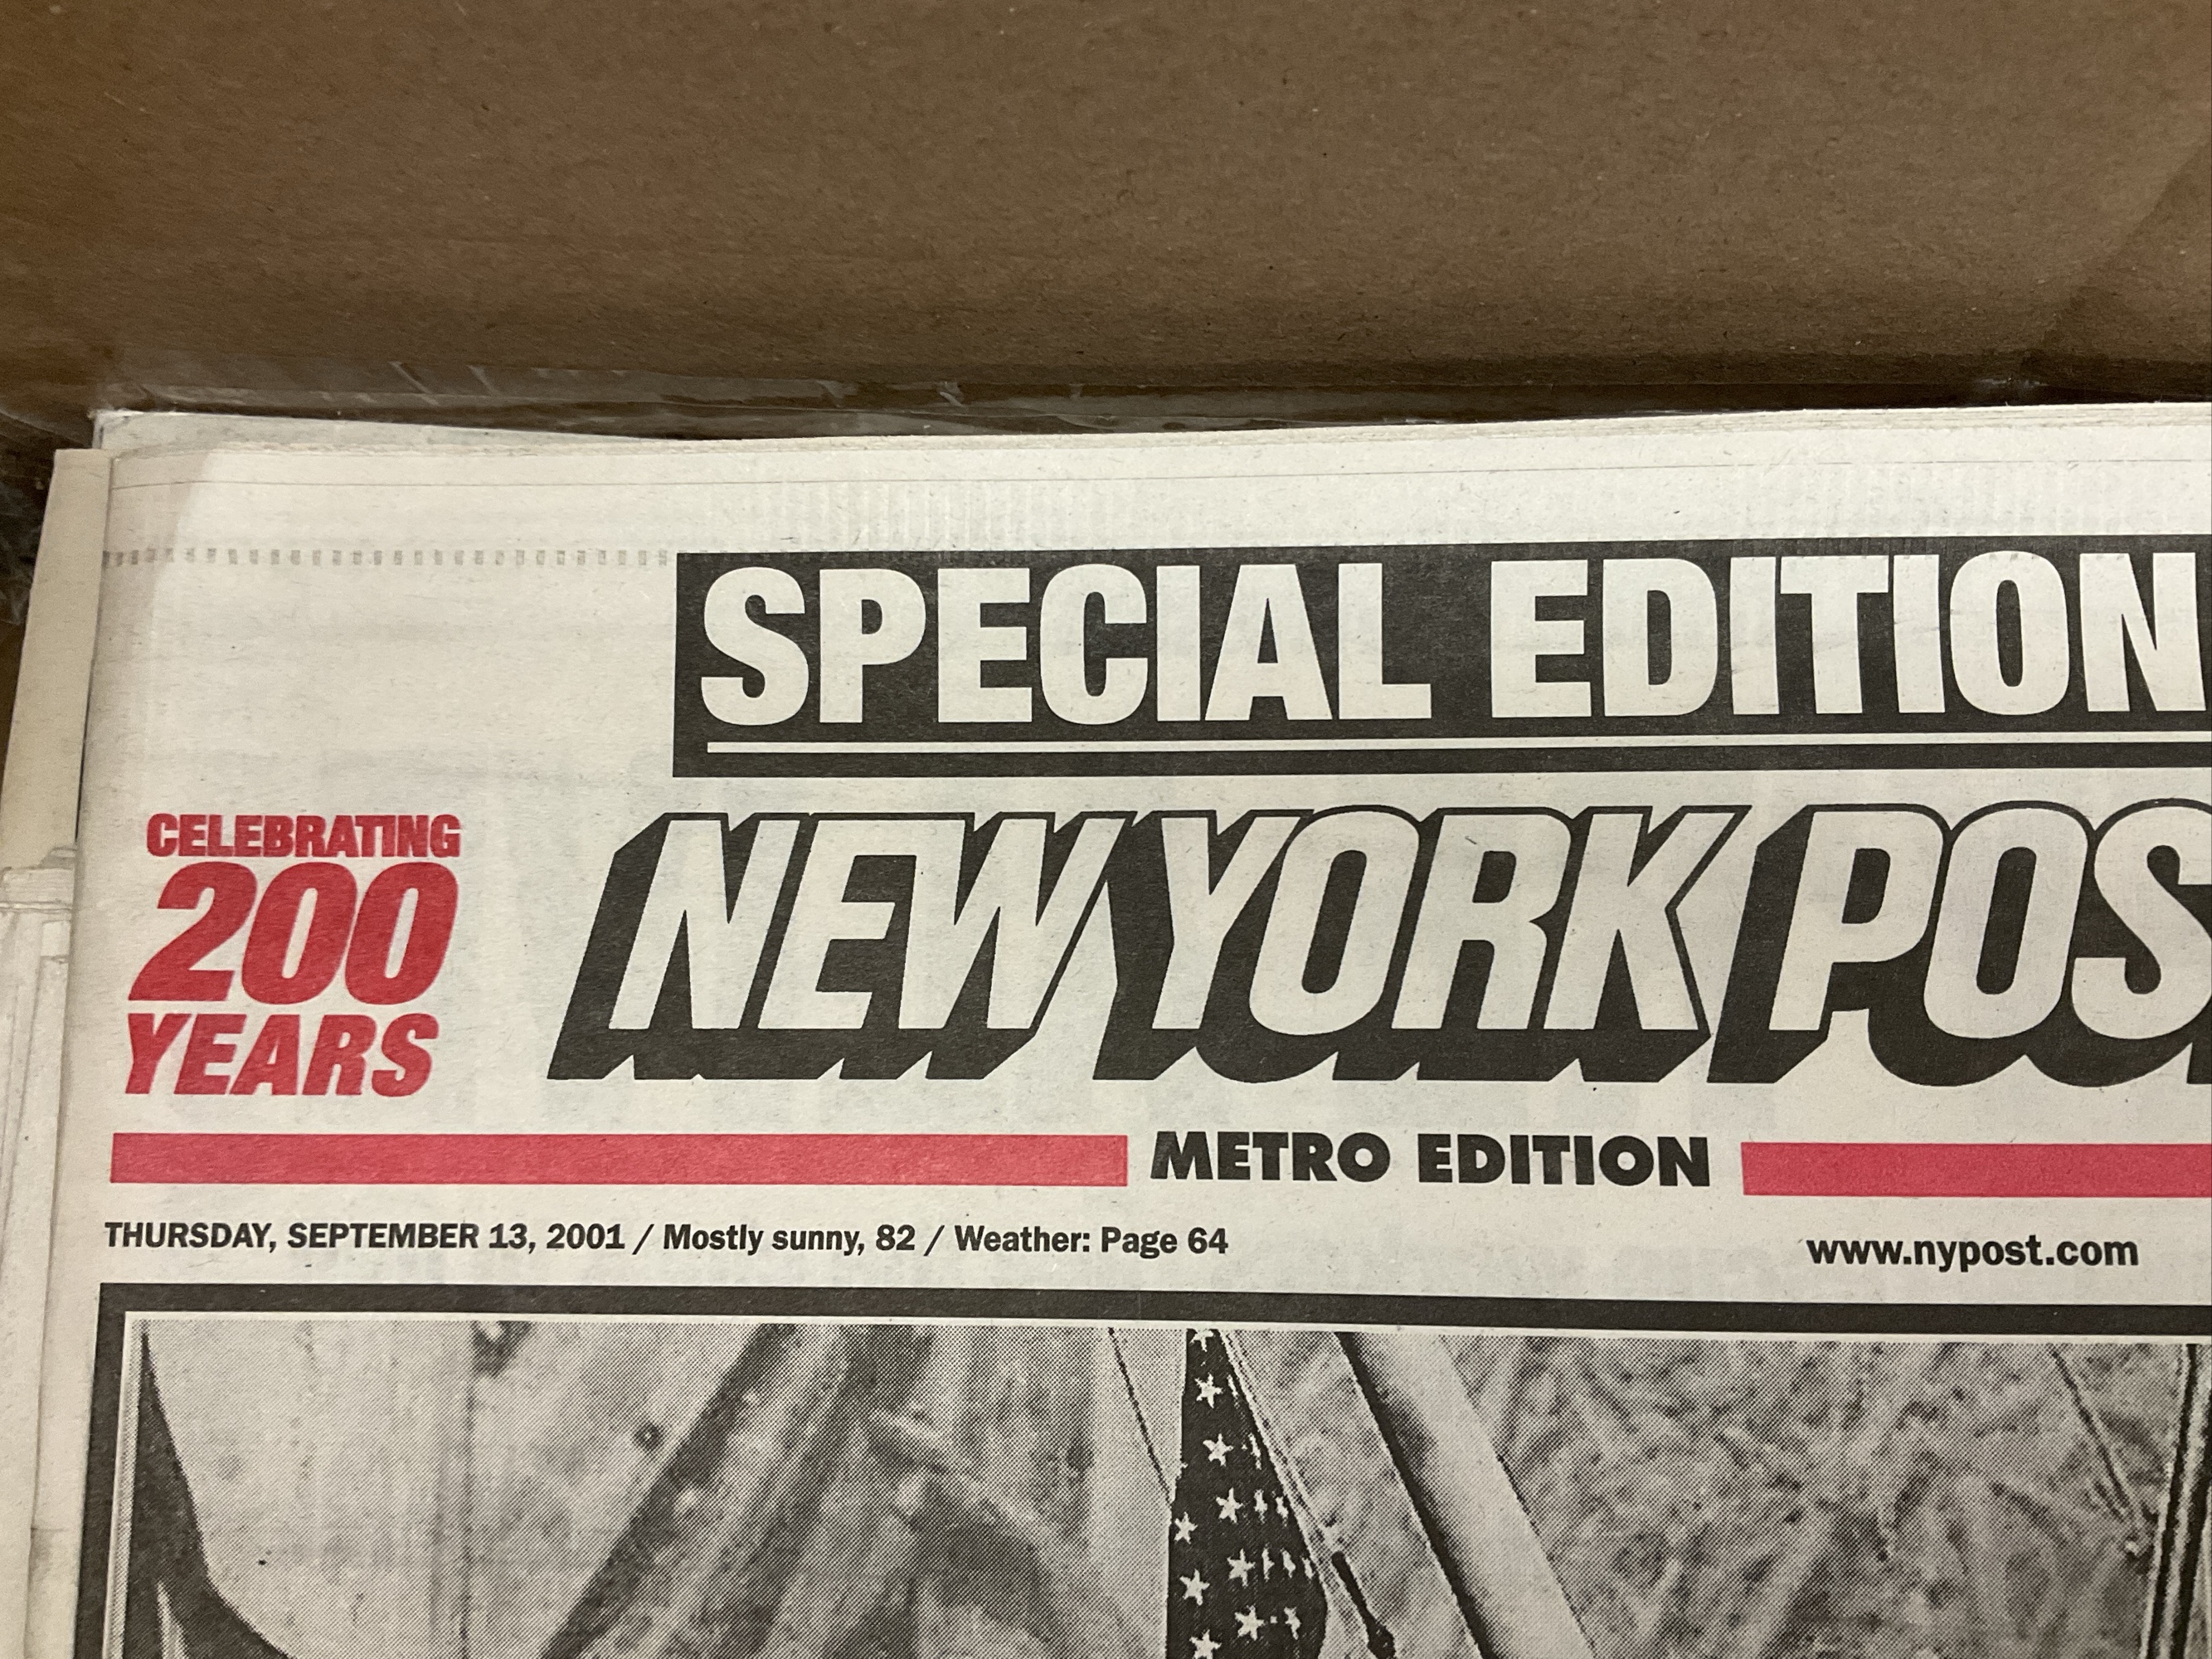 SPECIAL EDITION
CELEBRATING
200
YEARS
NEW YORK POS
METRO EDITION
THURSDAY, SEPTEMBER 13, 2001 / Mostly sunny, 82 / Weather: Page 64
www.nypost.com